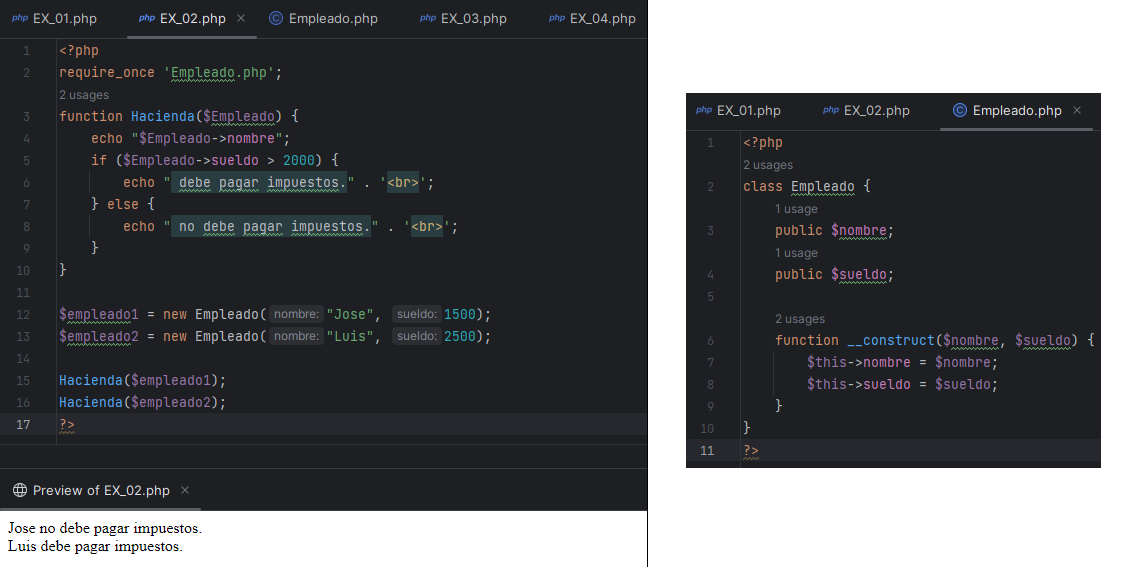 php EX_01.php php EX_02.php × C Empleado.php php EX_03.php php EX_04.php
1 <?php
2 require_once 'Empleado.php';
2 usages
3 function Hacienda($Empleado) {
4 echo "$Empleado->nombre";
5 if ($Empleado->sueldo > 2000) {
6 echo " debe pagar impuestos." . '<br>';
7 } else {
8 echo " no debe pagar impuestos." . '<br>';
9 }
10 }
11
12 $empleado1 = new Empleado( nombre: "Jose", sueldo: 1500);
13 $empleado2 = new Empleado( nombre: "Luis", sueldo: 2500);
14
15 Hacienda($empleado1);
16 Hacienda($empleado2);
17 ?>
Preview of EX_02.php ×
Jose no debe pagar impuestos.
Luis debe pagar impuestos.
php EX_01.php php EX_02.php C Empleado.php ×
1 <?php
2 usages
2 class Empleado {
1 usage
3 public $nombre;
1 usage
4 public $sueldo;
5
2 usages
6 function __construct($nombre, $sueldo) {
7 $this->nombre = $nombre;
8 $this->sueldo = $sueldo;
9 }
10 }
11 ?>